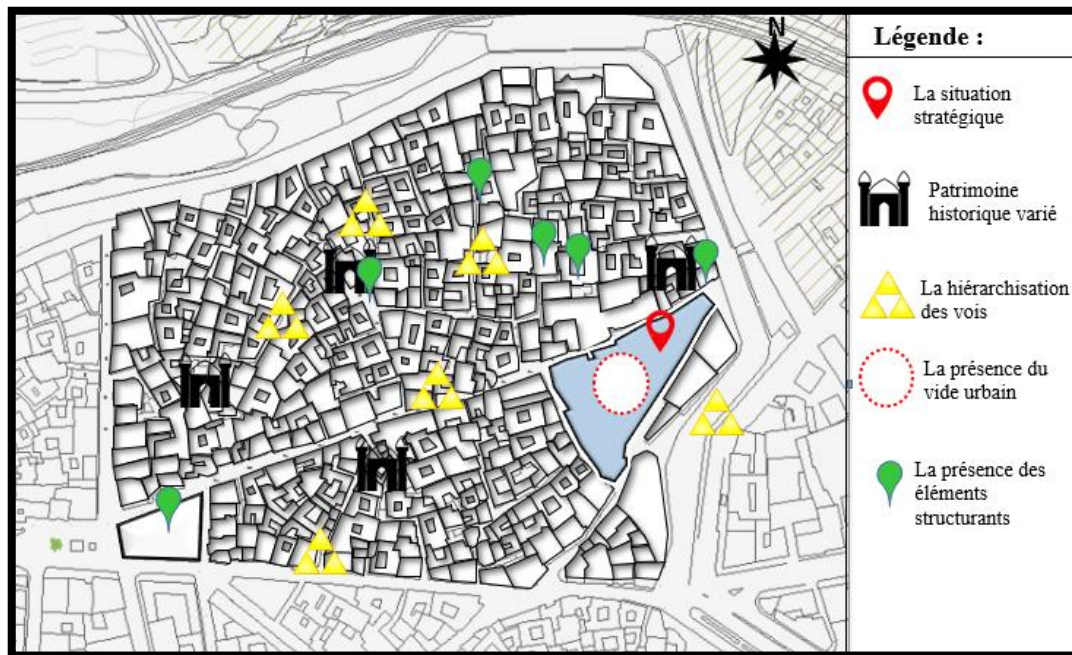 N
Légende :
La situation
stratégique
Patrimoine
historique varié
La hiérarchisation
des vois
La présence du
vide urbain
La présence des
éléments
structurants